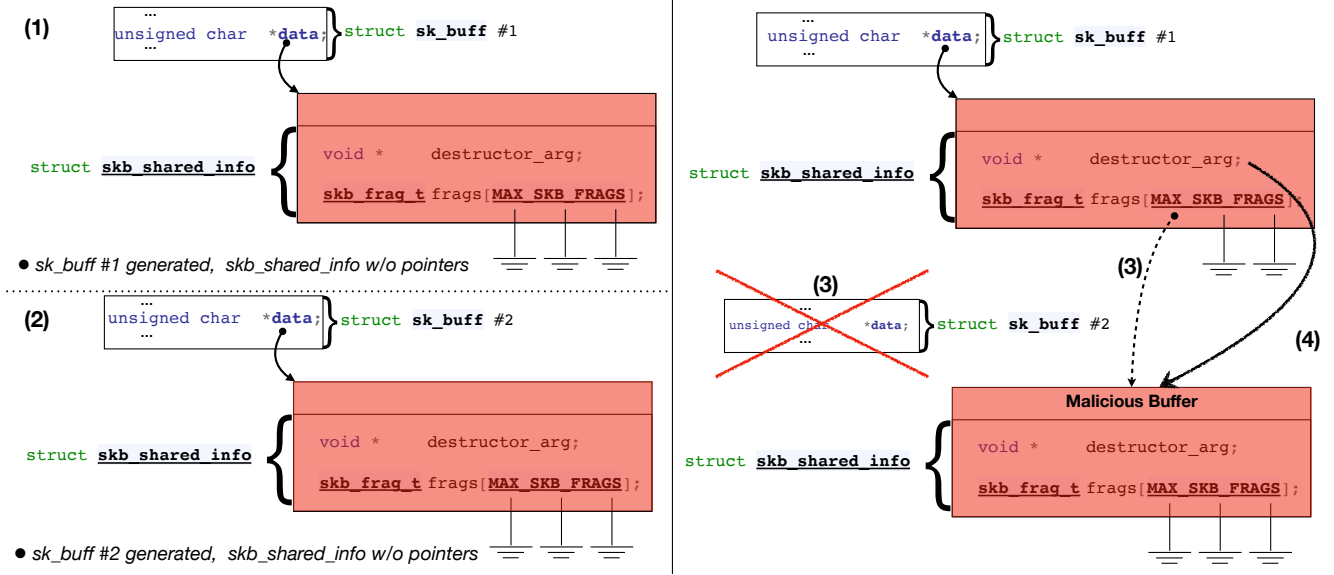 (1)
...
unsigned char *data;
...
struct sk_buff #1
struct skb_shared_info
void * destructor_arg;
skb_frag_t frags[MAX_SKB_FRAGS];
● sk_buff #1 generated, skb_shared_info w/o pointers
(2)
...
unsigned char *data;
...
struct sk_buff #2
struct skb_shared_info
void * destructor_arg;
skb_frag_t frags[MAX_SKB_FRAGS];
● sk_buff #2 generated, skb_shared_info w/o pointers
...
unsigned char *data;
...
struct sk_buff #1
struct skb_shared_info
void * destructor_arg;
skb_frag_t frags[MAX_SKB_FRAGS];
(3)
(3)
...
unsigned char *data;
...
struct sk_buff #2
(4)
Malicious Buffer
struct skb_shared_info
void * destructor_arg;
skb_frag_t frags[MAX_SKB_FRAGS];